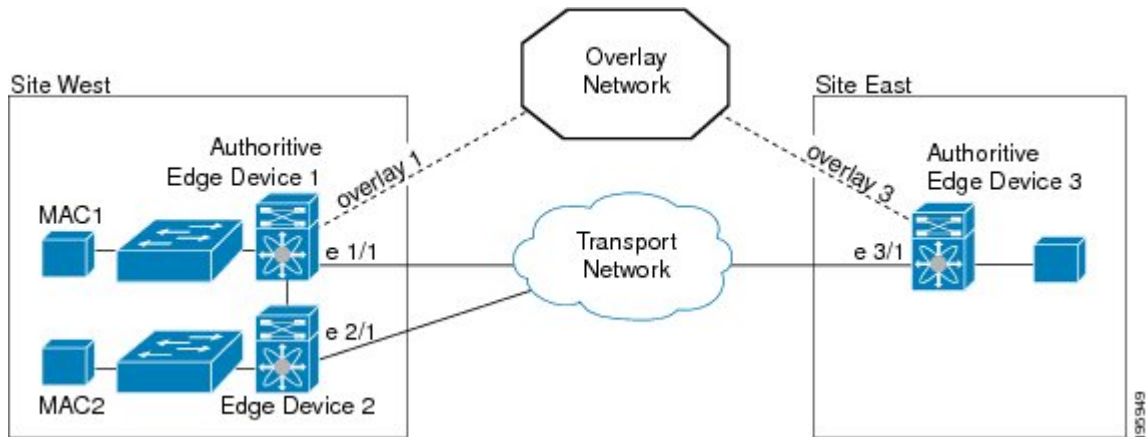 Overlay
Network
Site West
Site East
Authoritive
Edge Device 1
overlay 1
overlay 3
Authoritive
Edge Device 3
MAC1
e 1/1
Transport
Network
e 3/1
e 2/1
MAC2
Edge Device 2
195949